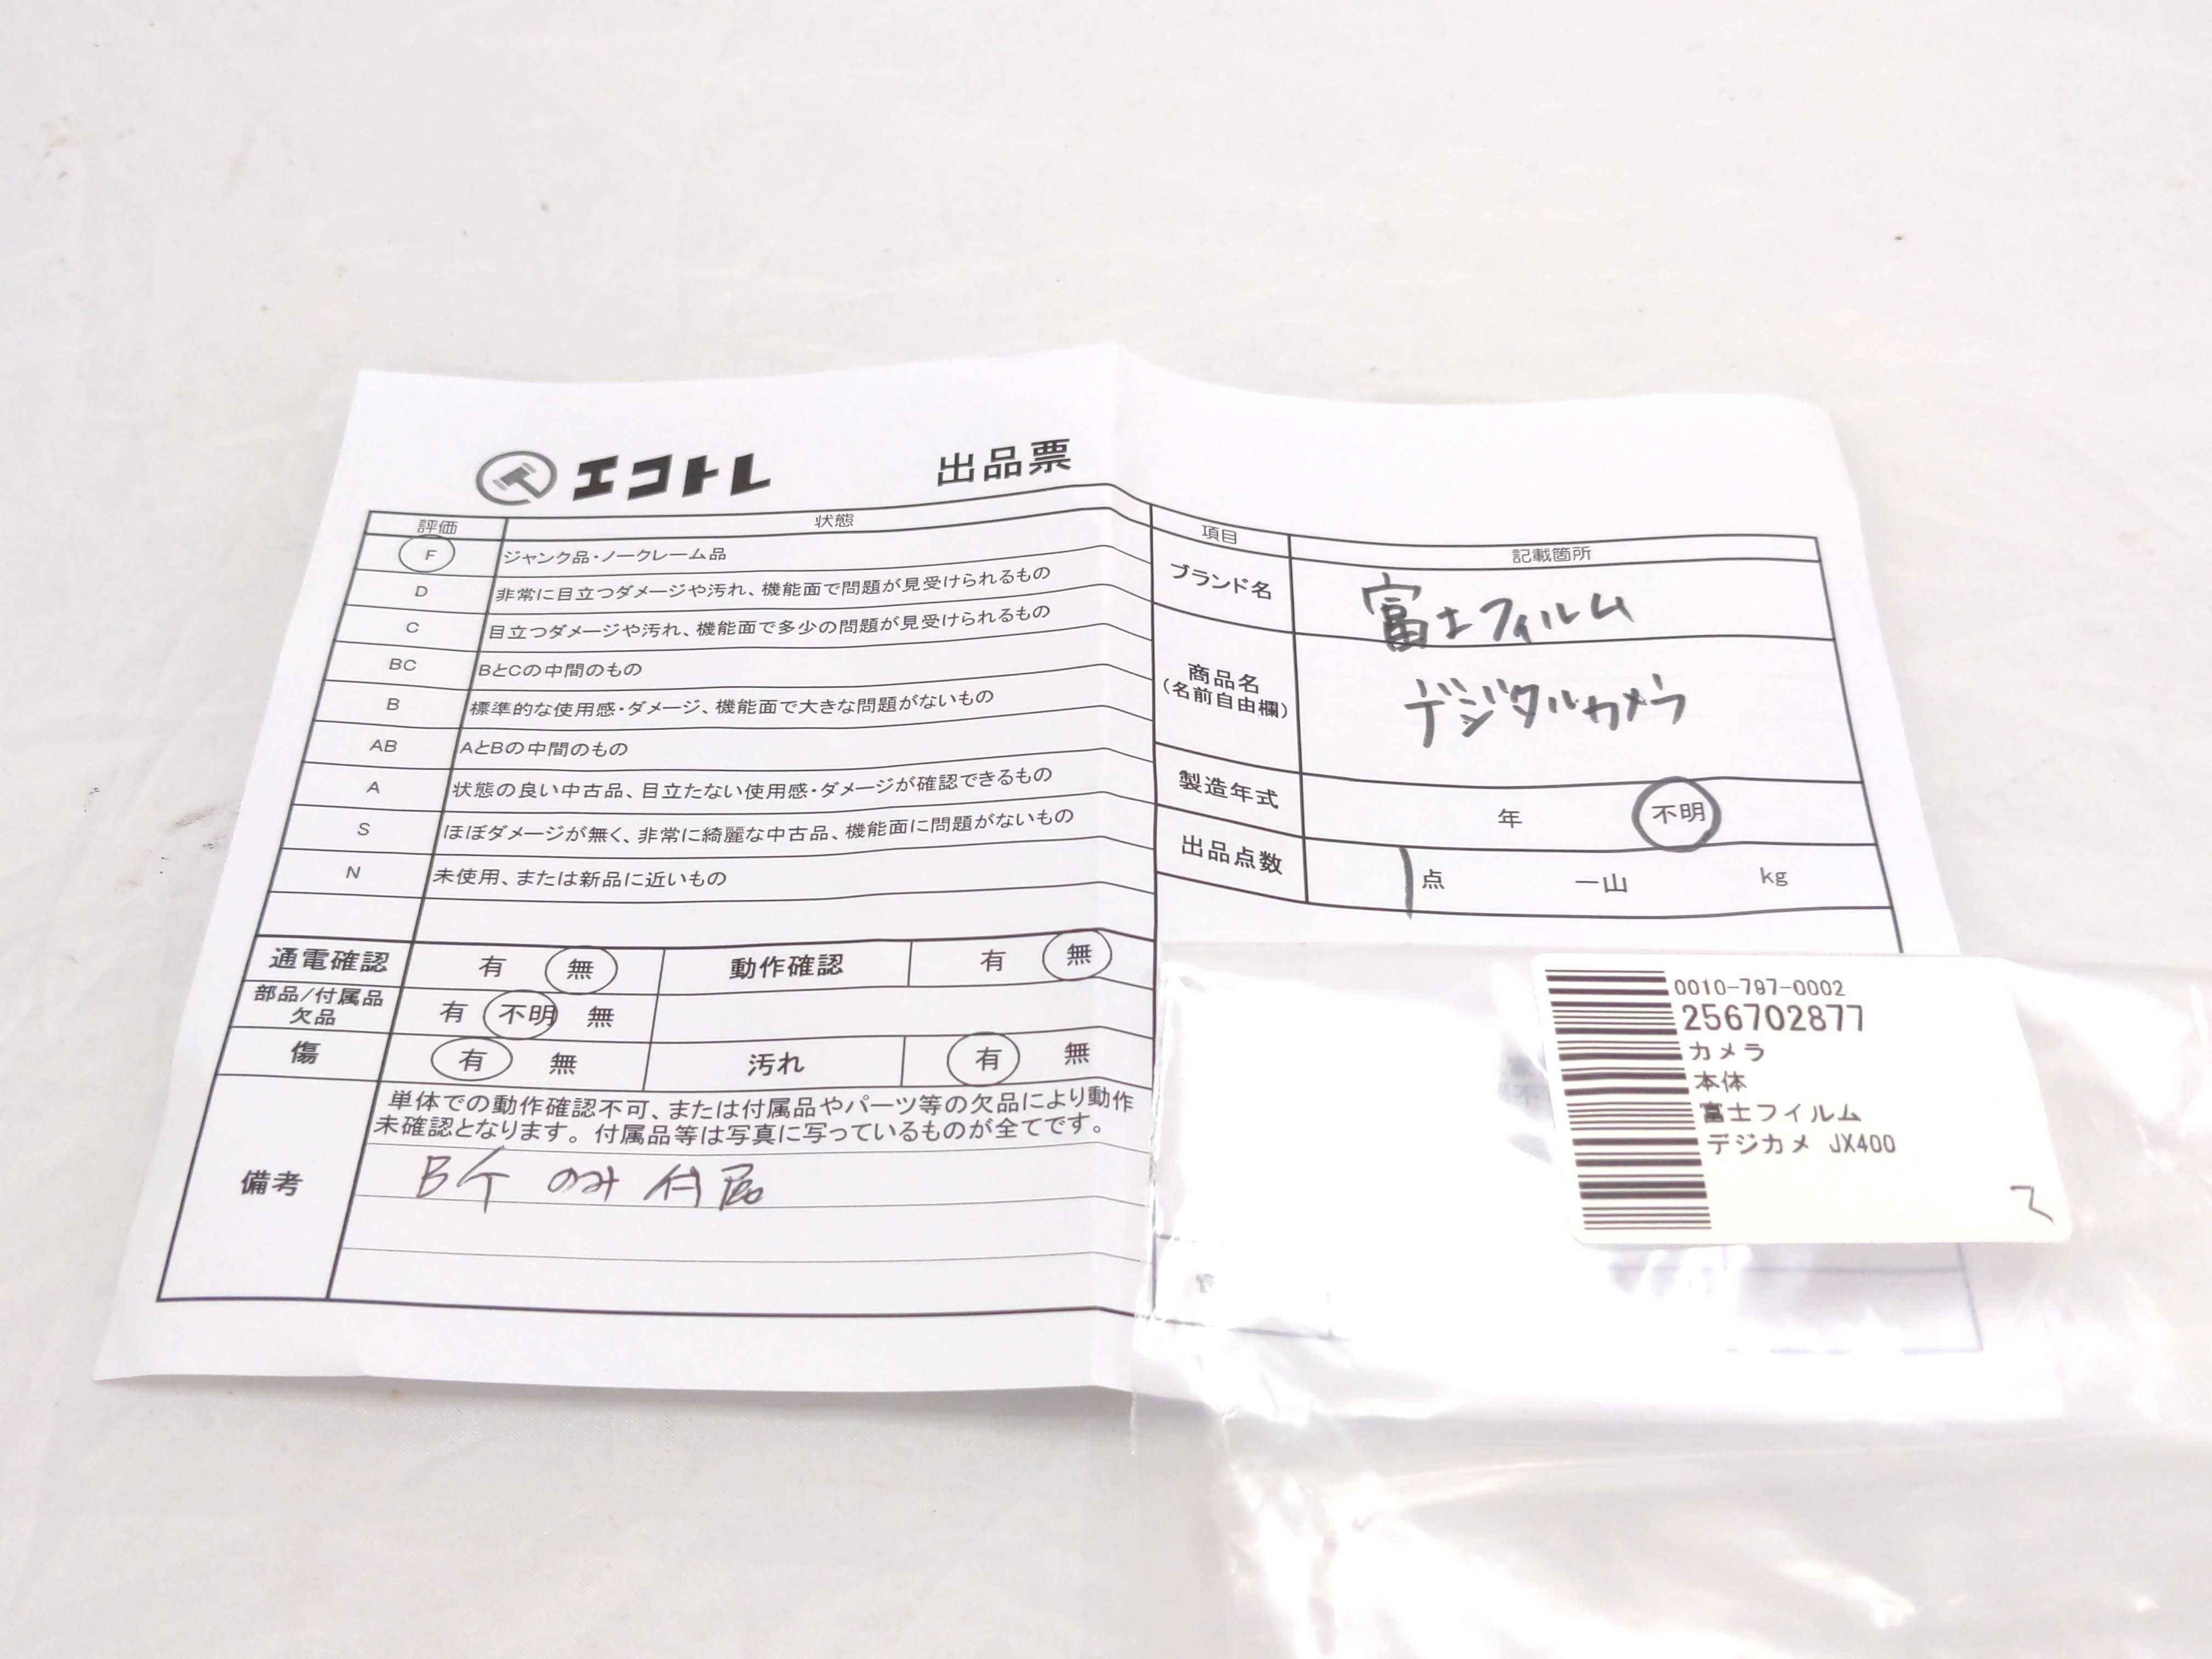 エコトレ 出品票
評価 状態
F ジャンク品・ノークレーム品
D 非常に目立つダメージや汚れ、機能面で問題が見受けられるもの
C 目立つダメージや汚れ、機能面で多少の問題が見受けられるもの
BC BとCの中間のもの
B 標準的な使用感・ダメージ、機能面で大きな問題がないもの
AB AとBの中間のもの
A 状態の良い中古品、目立たない使用感・ダメージが確認できるもの
S ほぼダメージが無く、非常に綺麗な中古品、機能面に問題がないもの
N 未使用、または新品に近いもの
通電確認 有 無 動作確認 有 無
部品/付属品
欠品 有 不明 無
傷 有 無 汚れ 有 無
備考
単体での動作確認不可、または付属品やパーツ等の欠品により動作
未確認となります。付属品等は写真に写っているものが全てです。
Bケ のみ 付属
項目 記載箇所
ブランド名 富士フィルム
商品名
(名前自由欄) デジタルカメラ
製造年式 年 不明
出品点数 1点 一山 kg
0010-797-0002
256702877
カメラ
本体
富士フイルム
デジカメ JX400